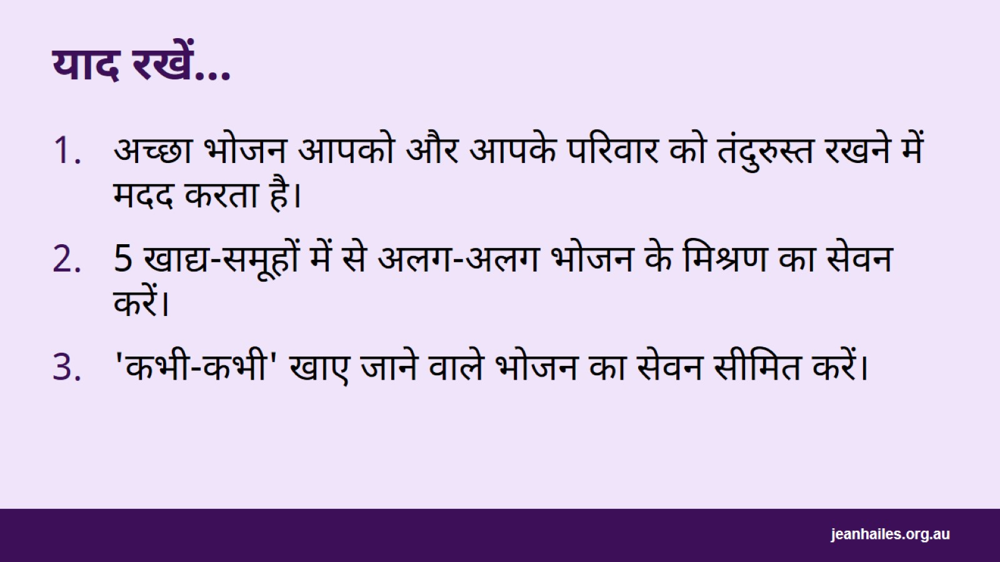 याद रखें...
1. अच्छा भोजन आपको और आपके परिवार को तंदुरुस्त रखने में
मदद करता है।
2. 5 खाद्य-समूहों में से अलग-अलग भोजन के मिश्रण का सेवन
करें।
3. 'कभी-कभी' खाए जाने वाले भोजन का सेवन सीमित करें।
jeanhailes.org.au